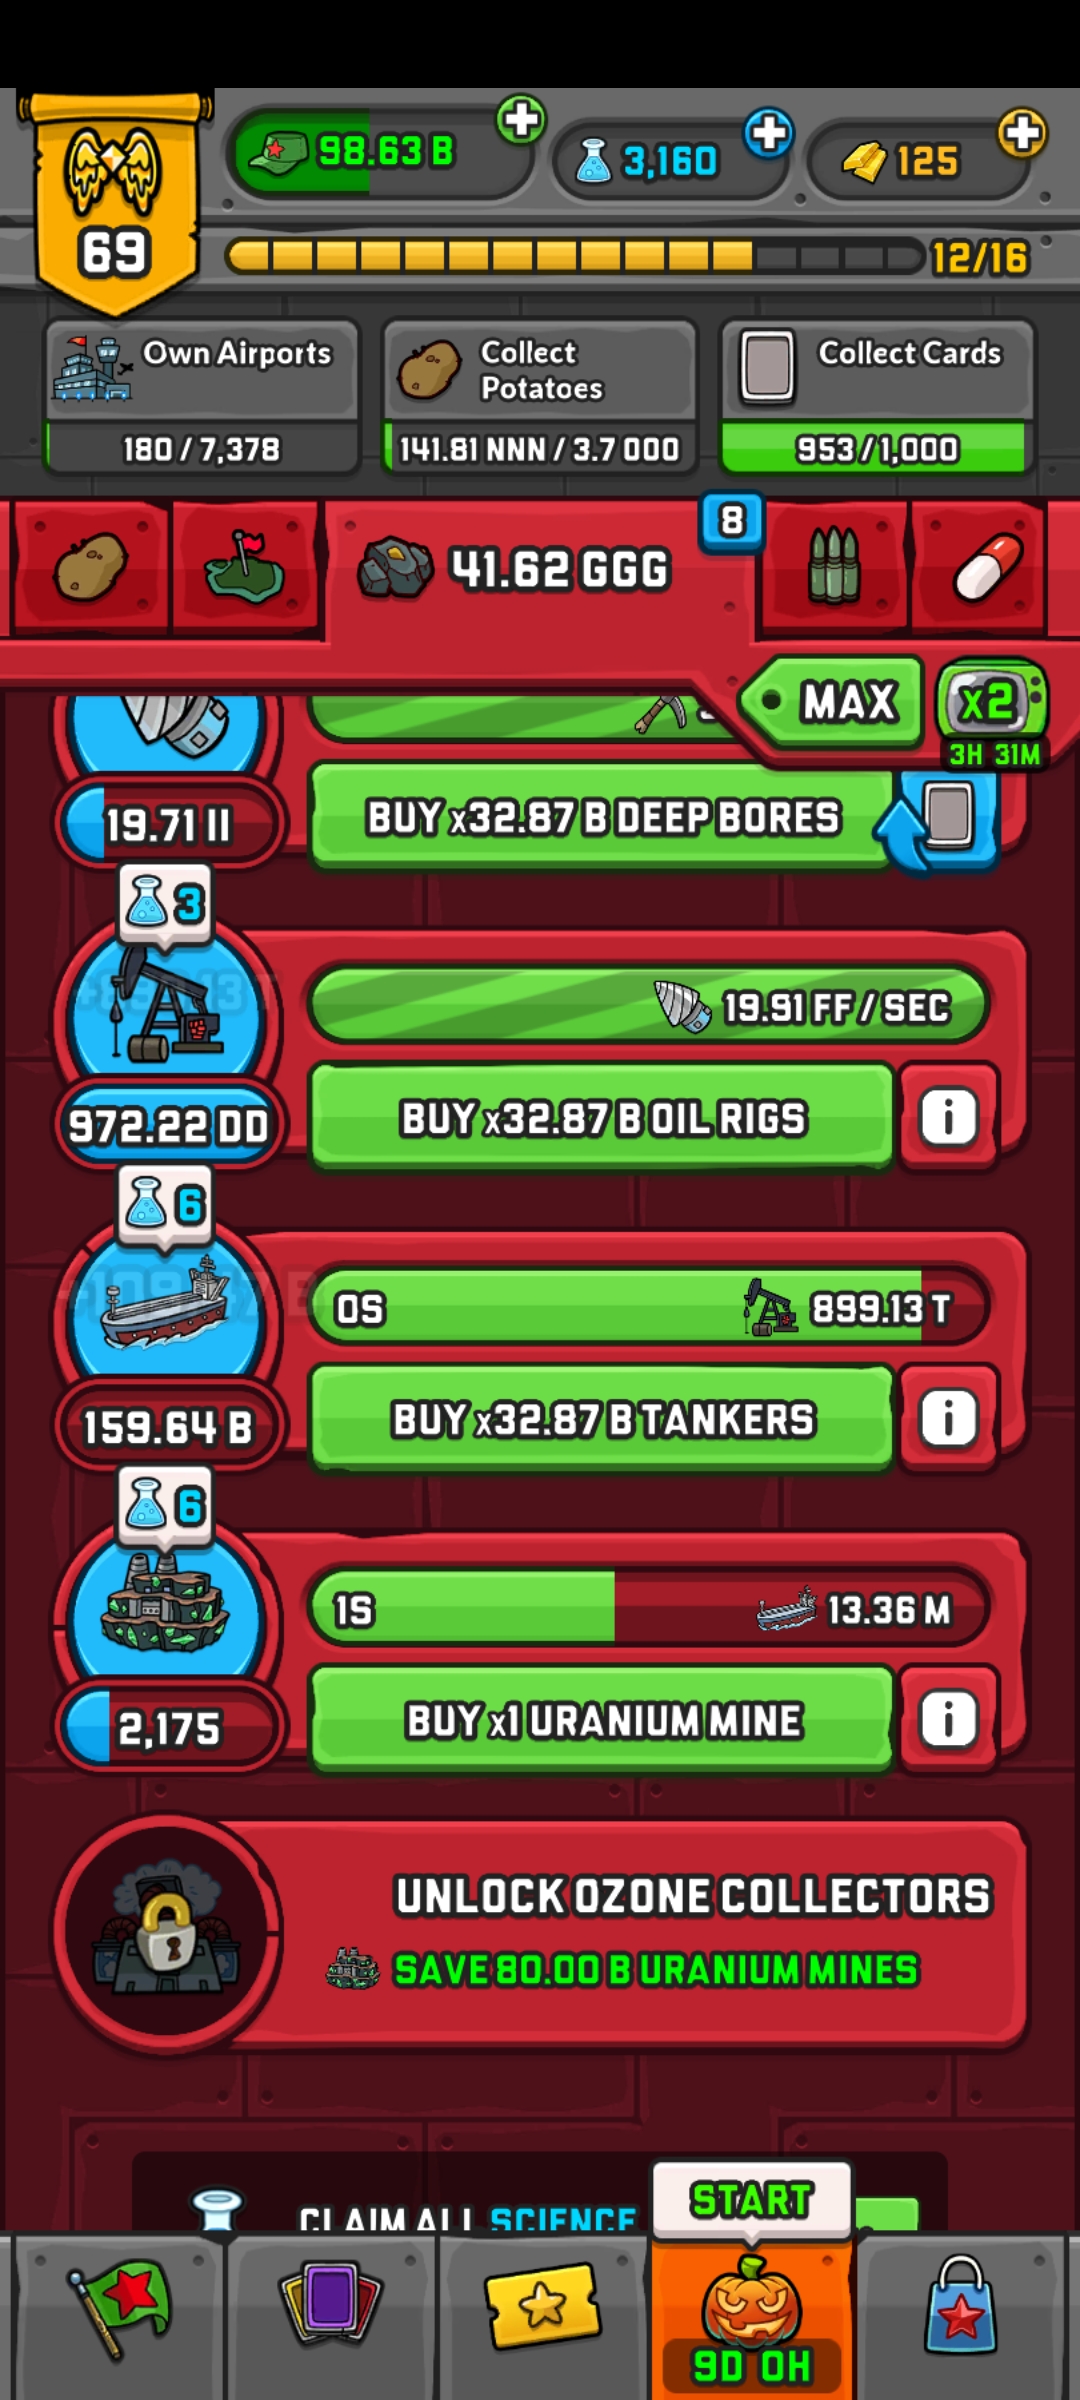 69
98.63 B
3,160
125
12/16
Own Airports
180 / 7,378
Collect
Potatoes
141.81 NNN / 3.7 OOO
Collect Cards
953 / 1,000
41.62 GGG
8
MAX
x2
3H 31M
19.71 II
BUY x32.87 B DEEP BORES
3
19.91 FF / SEC
972.22 DD
BUY x32.87 B OIL RIGS
i
6
0S
899.13 T
159.64 B
BUY x32.87 B TANKERS
i
6
1S
13.36 M
2,175
BUY x1 URANIUM MINE
i
UNLOCK OZONE COLLECTORS
SAVE 80.00 B URANIUM MINES
CLAIM ALL SCIENCE
START
9D 0H